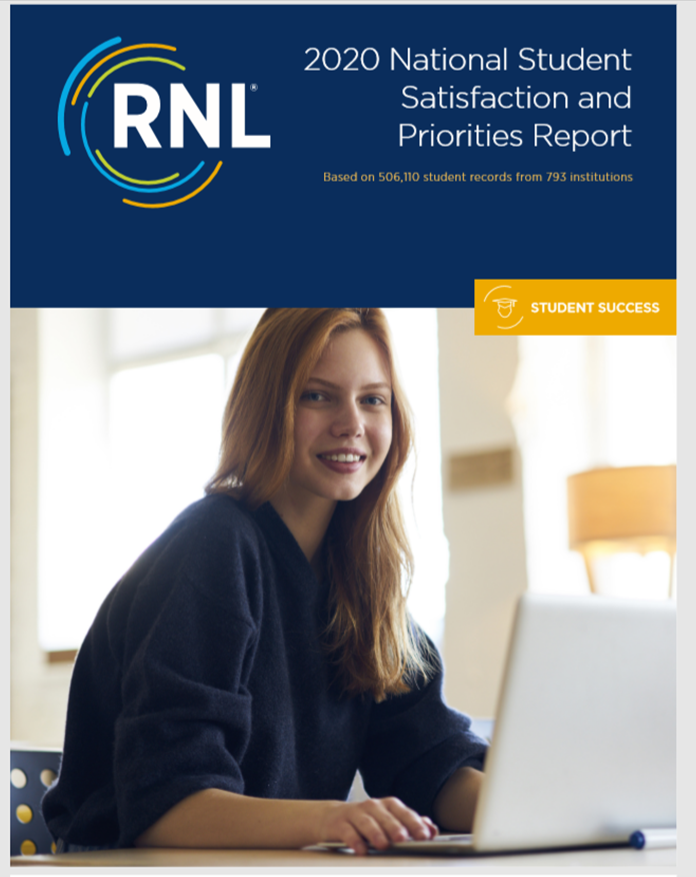 RNL®
2020 National Student
Satisfaction and
Priorities Report
Based on 506,110 student records from 793 institutions
STUDENT SUCCESS